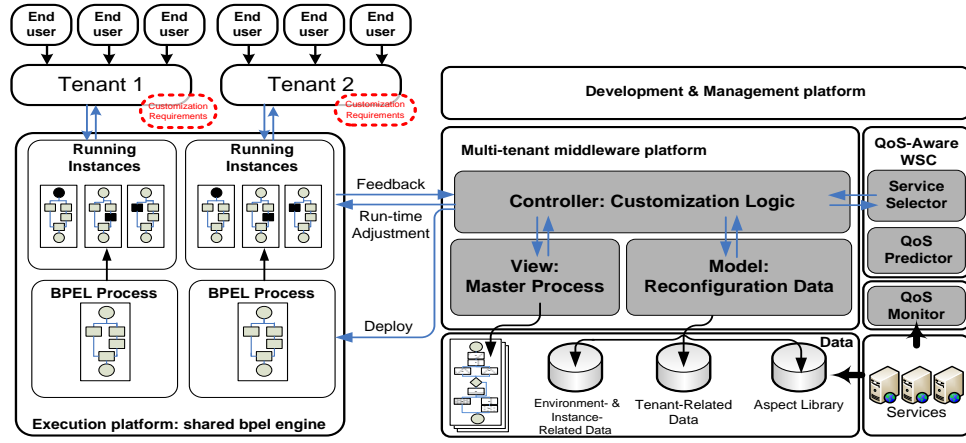 End
user
End
user
End
user
End
user
End
user
End
user
Tenant 1
Tenant 2
Customization
Requirements
Customization
Requirements
Running
Instances
Running
Instances
BPEL Process
BPEL Process
Execution platform: shared bpel engine
Feedback
Run-time
Adjustment
Deploy
Development & Management platform
Multi-tenant middleware platform
Controller: Customization Logic
View:
Master Process
Model:
Reconfiguration Data
QoS-Aware
WSC
Service
Selector
QoS
Predictor
QoS
Monitor
Data
Environment- &
Instance-
Related Data
Tenant-Related
Data
Aspect Library
Services